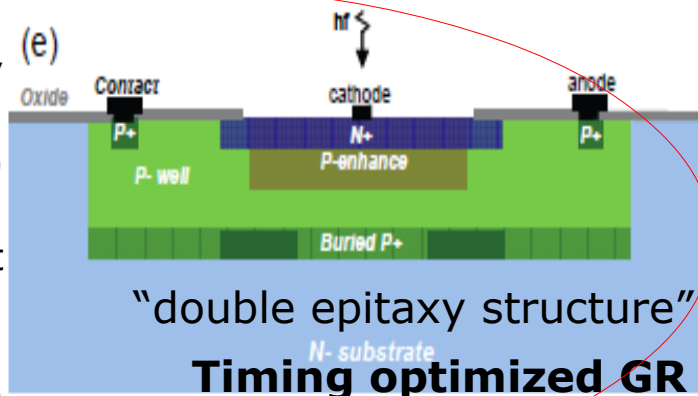 (e)
hf
Oxide
Contact
cathode
anode
P+
N+
P+
P- well
P-enhance
Buried P+
“double epitaxy structure”
N- substrate
Timing optimized GR